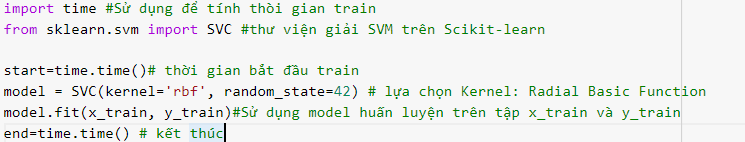 import time #Sử dụng để tính thời gian train
from sklearn.svm import SVC #thư viện giải SVM trên Scikit-learn
start=time.time()# thời gian bắt đầu train
model = SVC(kernel='rbf', random_state=42) # lựa chọn Kernel: Radial Basic Function
model.fit(x_train, y_train)#Sử dụng model huấn luyện trên tập x_train và y_train
end=time.time() # kết thúc